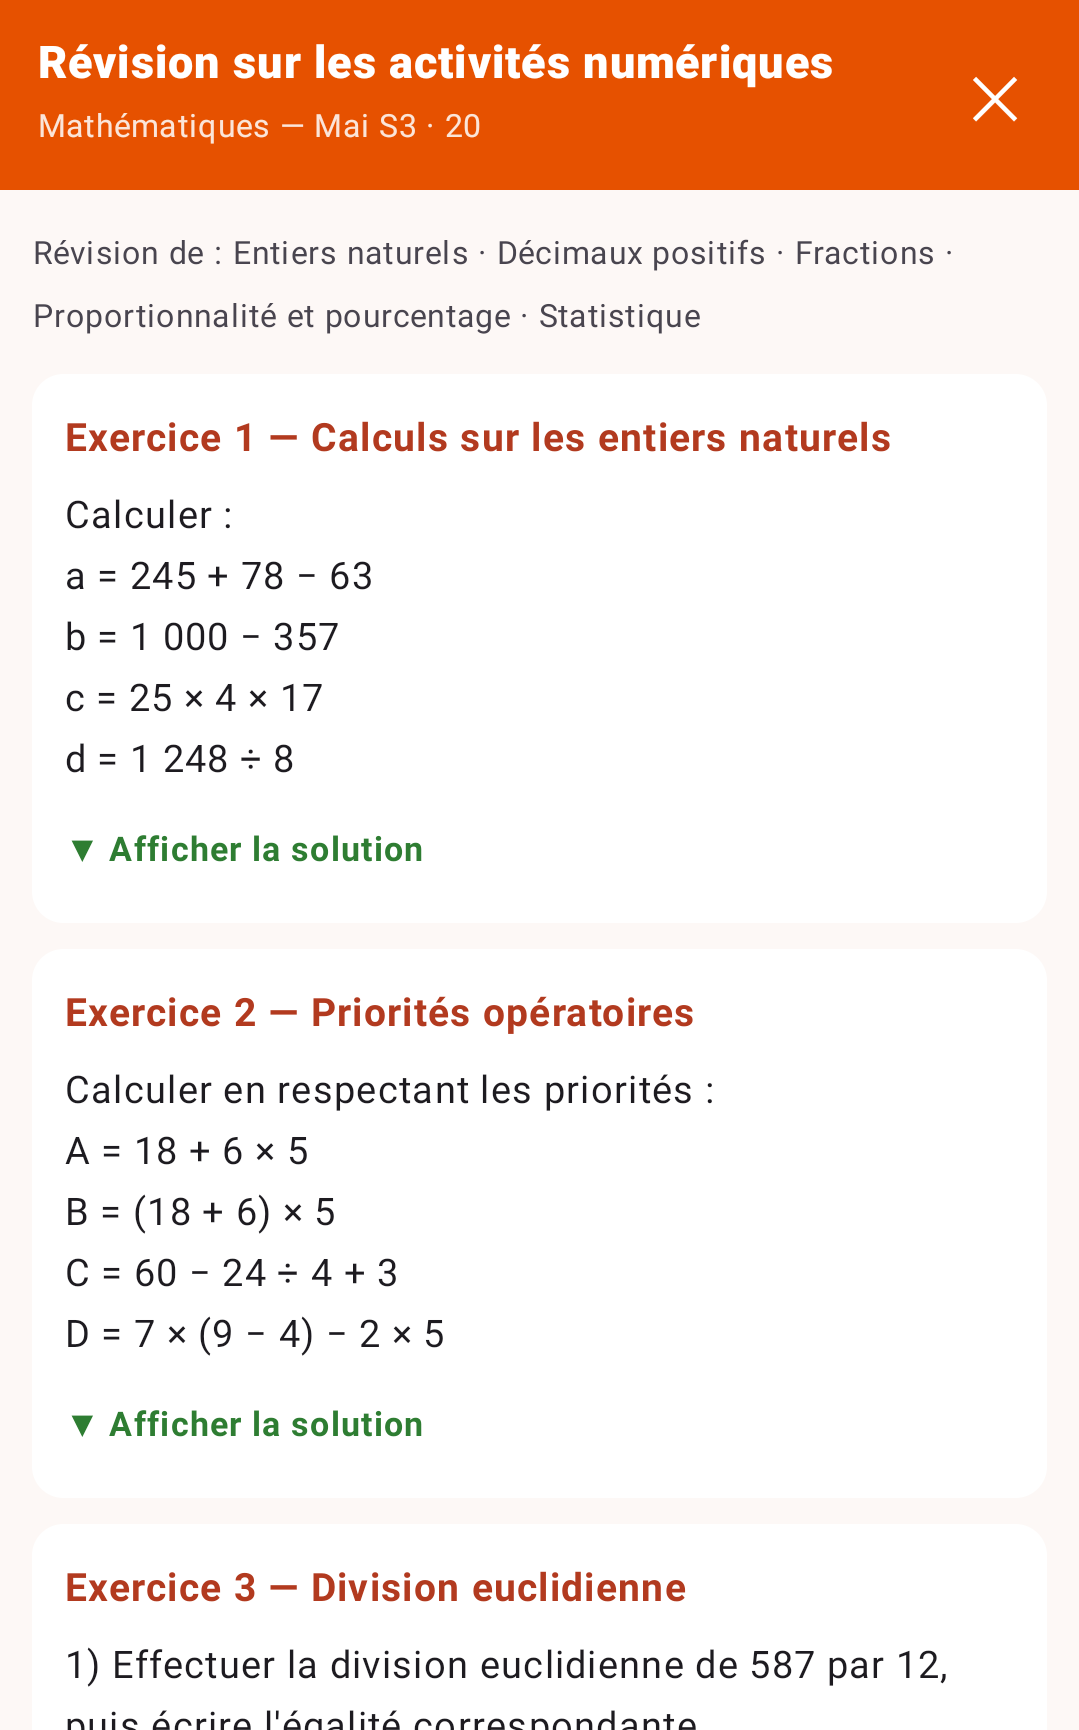 Révision sur les activités numériques
Mathématiques — Mai S3 · 20
Révision de : Entiers naturels · Décimaux positifs · Fractions ·
Proportionnalité et pourcentage · Statistique
Exercice 1 — Calculs sur les entiers naturels
Calculer :
a = 245 + 78 − 63
b = 1 000 − 357
c = 25 × 4 × 17
d = 1 248 ÷ 8
▼ Afficher la solution
Exercice 2 — Priorités opératoires
Calculer en respectant les priorités :
A = 18 + 6 × 5
B = (18 + 6) × 5
C = 60 − 24 ÷ 4 + 3
D = 7 × (9 − 4) − 2 × 5
▼ Afficher la solution
Exercice 3 — Division euclidienne
1) Effectuer la division euclidienne de 587 par 12,
puis écrire l'égalité correspondante